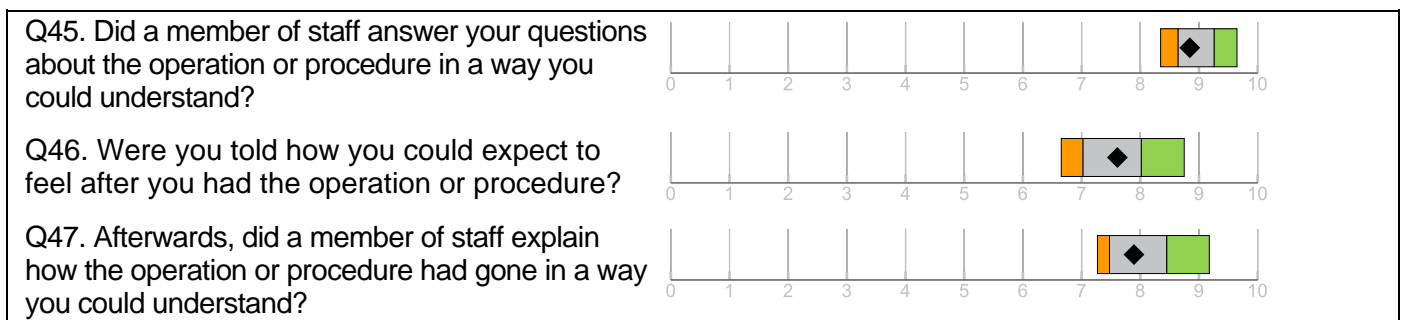 Q45. Did a member of staff answer your questions
about the operation or procedure in a way you
could understand?
0 1 2 3 4 5 6 7 8 9 10
Q46. Were you told how you could expect to
feel after you had the operation or procedure?
0 1 2 3 4 5 6 7 8 9 10
Q47. Afterwards, did a member of staff explain
how the operation or procedure had gone in a way
you could understand?
0 1 2 3 4 5 6 7 8 9 10